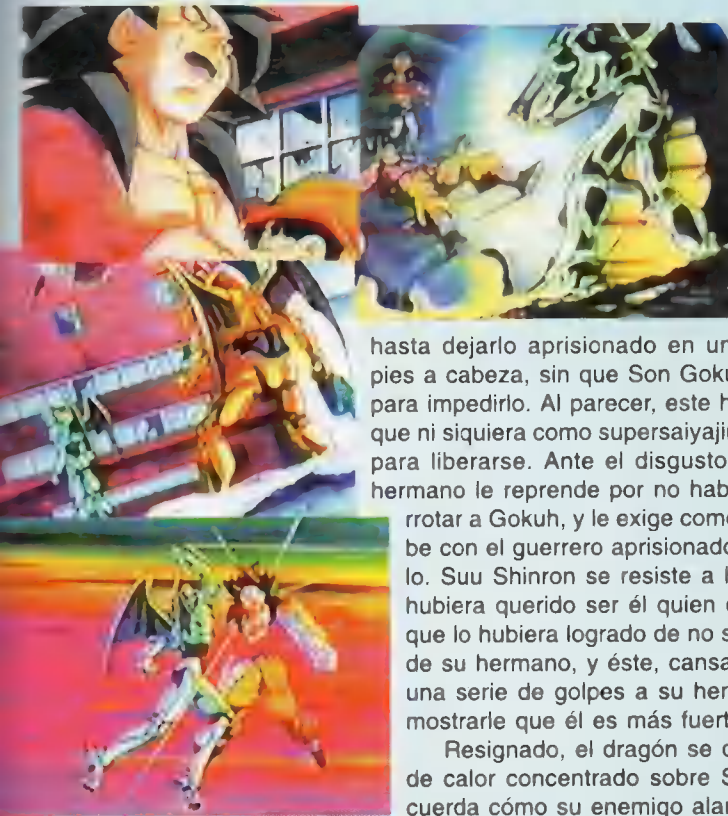 hasta dejarlo aprisionado en un
pies a cabeza, sin que Son Goku
para impedirlo. Al parecer, este h
que ni siquiera como supersaiyaji
para liberarse. Ante el disgusto
hermano le reprende por no hab
rrotar a Gokuh, y le exige com
be con el guerrero aprisionado
lo. Suu Shinron se resiste a l
hubiera querido ser él quien
que lo hubiera logrado de no s
de su hermano, y éste, cansa
una serie de golpes a su her
mostrarle que él es más fuert
Resignado, el dragón se
de calor concentrado sobre S
cuerda cómo su enemigo alar